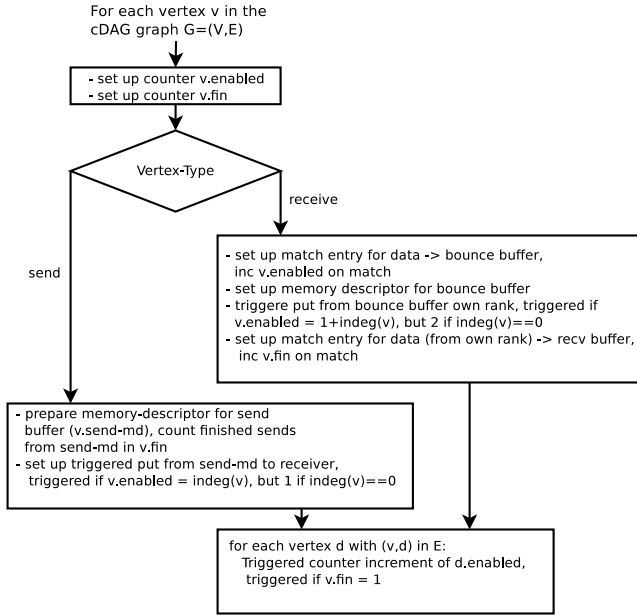 For each vertex v in the
cDAG graph G=(V,E)
- set up counter v.enabled
- set up counter v.fin
Vertex-Type
receive
send
- set up match entry for data -> bounce buffer,
inc v.enabled on match
- set up memory descriptor for bounce buffer
- triggere put from bounce buffer own rank, triggered if
v.enabled = 1+indeg(v), but 2 if indeg(v)==0
- set up match entry for data (from own rank) -> recv buffer,
inc v.fin on match
- prepare memory-descriptor for send
buffer (v.send-md), count finished sends
from send-md in v.fin
- set up triggered put from send-md to receiver,
triggered if v.enabled = indeg(v), but 1 if indeg(v)==0
for each vertex d with (v,d) in E:
Triggered counter increment of d.enabled,
triggered if v.fin = 1